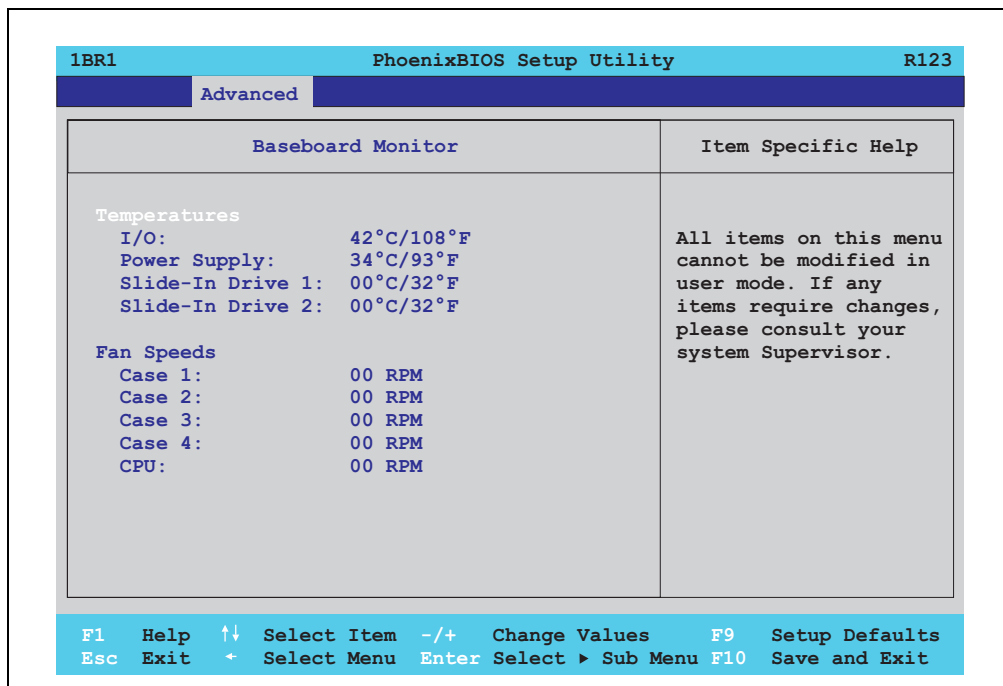 1BR1 PhoenixBIOS Setup Utility R123
Advanced
Baseboard Monitor
Temperatures
I/O: 42°C/108°F
Power Supply: 34°C/93°F
Slide-In Drive 1: 00°C/32°F
Slide-In Drive 2: 00°C/32°F
Fan Speeds
Case 1: 00 RPM
Case 2: 00 RPM
Case 3: 00 RPM
Case 4: 00 RPM
CPU: 00 RPM
Item Specific Help
All items on this menu
cannot be modified in
user mode. If any
items require changes,
please consult your
system Supervisor.
F1 Help ↑↓ Select Item -/+ Change Values F9 Setup Defaults
Esc Exit ← Select Menu Enter Select ▶ Sub Menu F10 Save and Exit